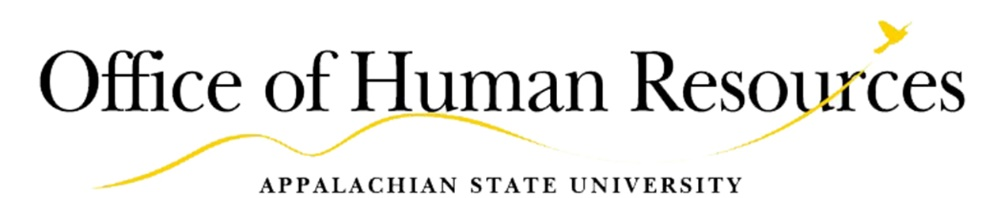 Office of Human Resources
APPALACHIAN STATE UNIVERSITY